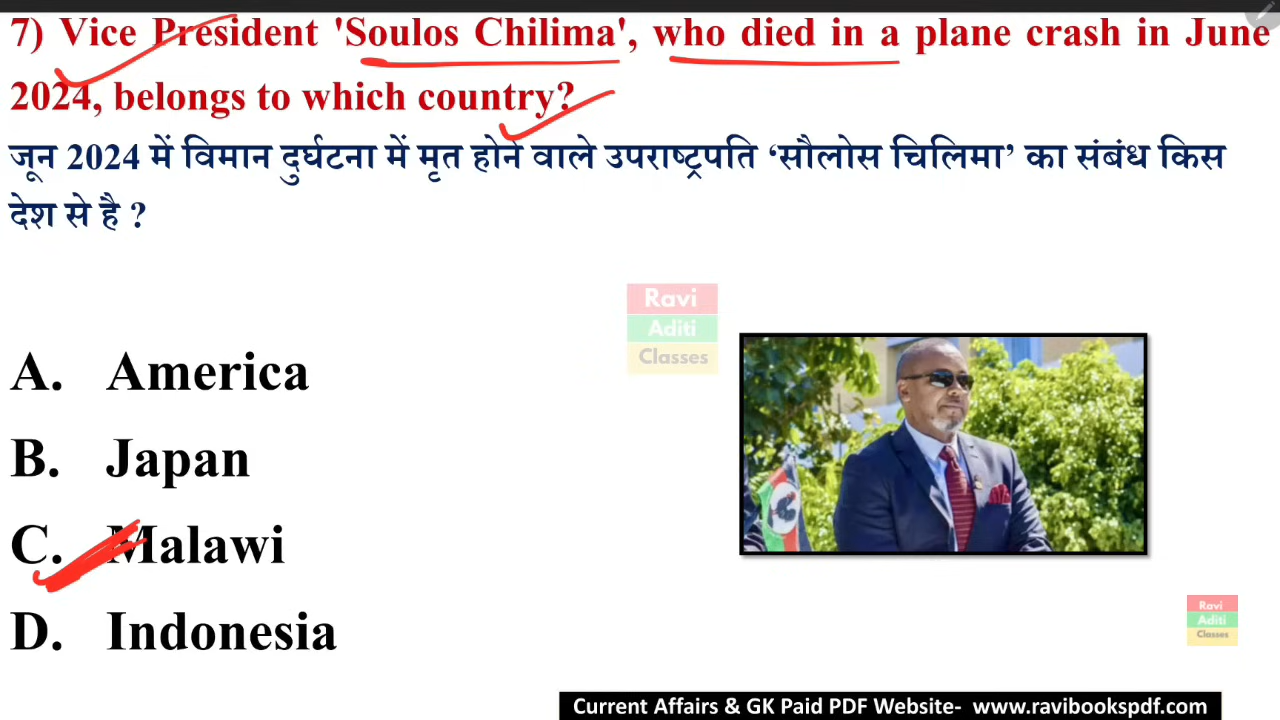 7) Vice President 'Soulos Chilima', who died in a plane crash in June
2024, belongs to which country?
जून 2024 में विमान दुर्घटना में मृत होने वाले उपराष्ट्रपति ‘सौलोस चिलिमा’ का संबंध किस
देश से है ?
Ravi
Aditi
Classes
A. America
B. Japan
C. Malawi
D. Indonesia
Ravi
Aditi
Classes
Current Affairs & GK Paid PDF Website- www.ravibookspdf.com